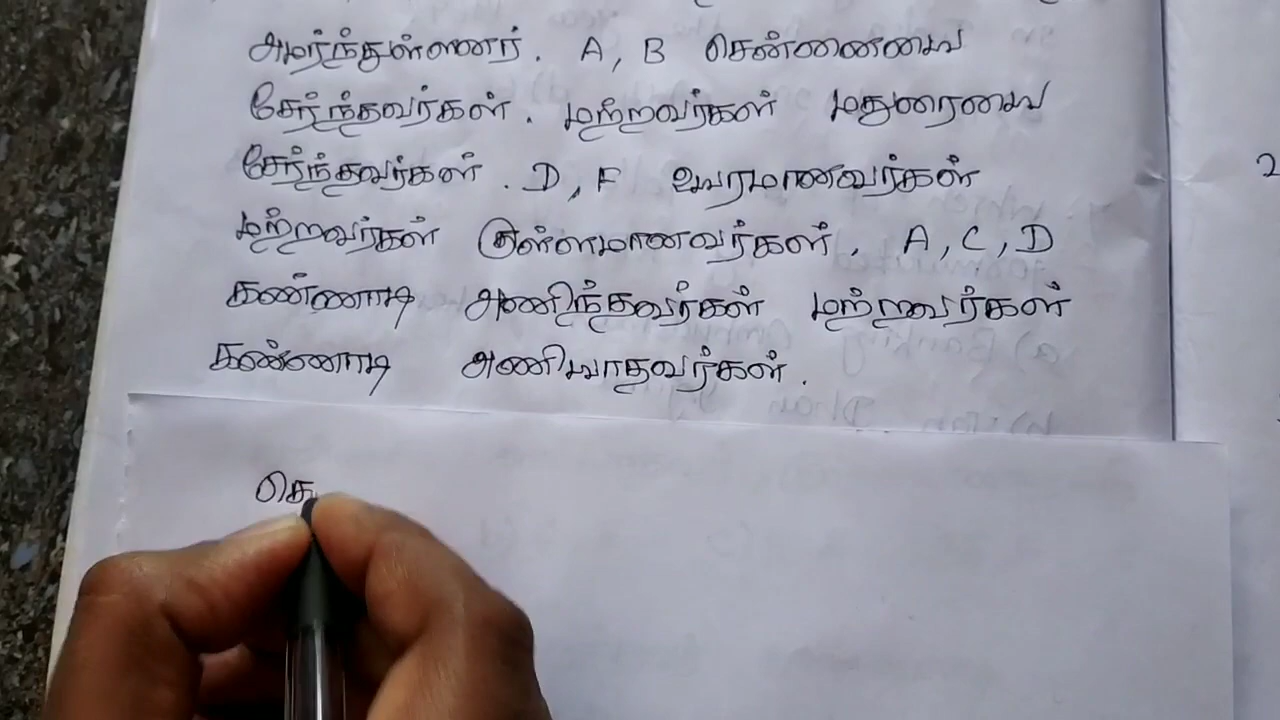 அமர்ந்துள்ளனர். A, B சென்னையை
சேர்ந்தவர்கள். மற்றவர்கள் மதுரையை
சேர்ந்தவர்கள். D, F உயரமானவர்கள்
மற்றவர்கள் குள்ளமானவர்கள். A, C, D
கண்ணாடி அணிந்தவர்கள் மற்றவர்கள்
கண்ணாடி அணியாதவர்கள்.
2